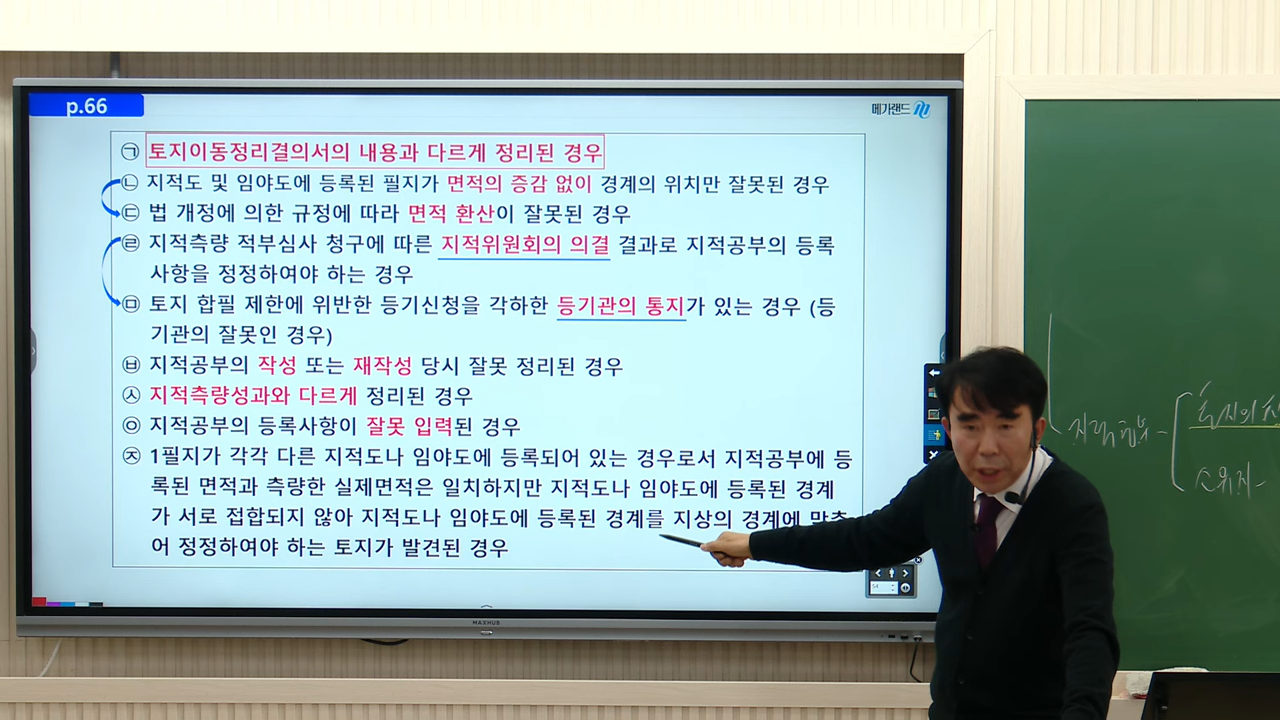 p.66
메가랜드
㉠ 토지이동정리결의서의 내용과 다르게 정리된 경우
㉡ 지적도 및 임야도에 등록된 필지가 면적의 증감 없이 경계의 위치만 잘못된 경우
㉢ 법 개정에 의한 규정에 따라 면적 환산이 잘못된 경우
㉣ 지적측량 적부심사 청구에 따른 지적위원회의 의결 결과로 지적공부의 등록
사항을 정정하여야 하는 경우
㉤ 토지 합필 제한에 위반한 등기신청을 각하한 등기관의 통지가 있는 경우 (등
기관의 잘못인 경우)
㉥ 지적공부의 작성 또는 재작성 당시 잘못 정리된 경우
㉦ 지적측량성과와 다르게 정리된 경우
㉧ 지적공부의 등록사항이 잘못 입력된 경우
㉨ 1필지가 각각 다른 지적도나 임야도에 등록되어 있는 경우로서 지적공부에 등
록된 면적과 측량한 실제면적은 일치하지만 지적도나 임야도에 등록된 경계
가 서로 접합되지 않아 지적도나 임야도에 등록된 경계를 지상의 경계에 맞추
어 정정하여야 하는 토지가 발견된 경우
54
MAXHUB